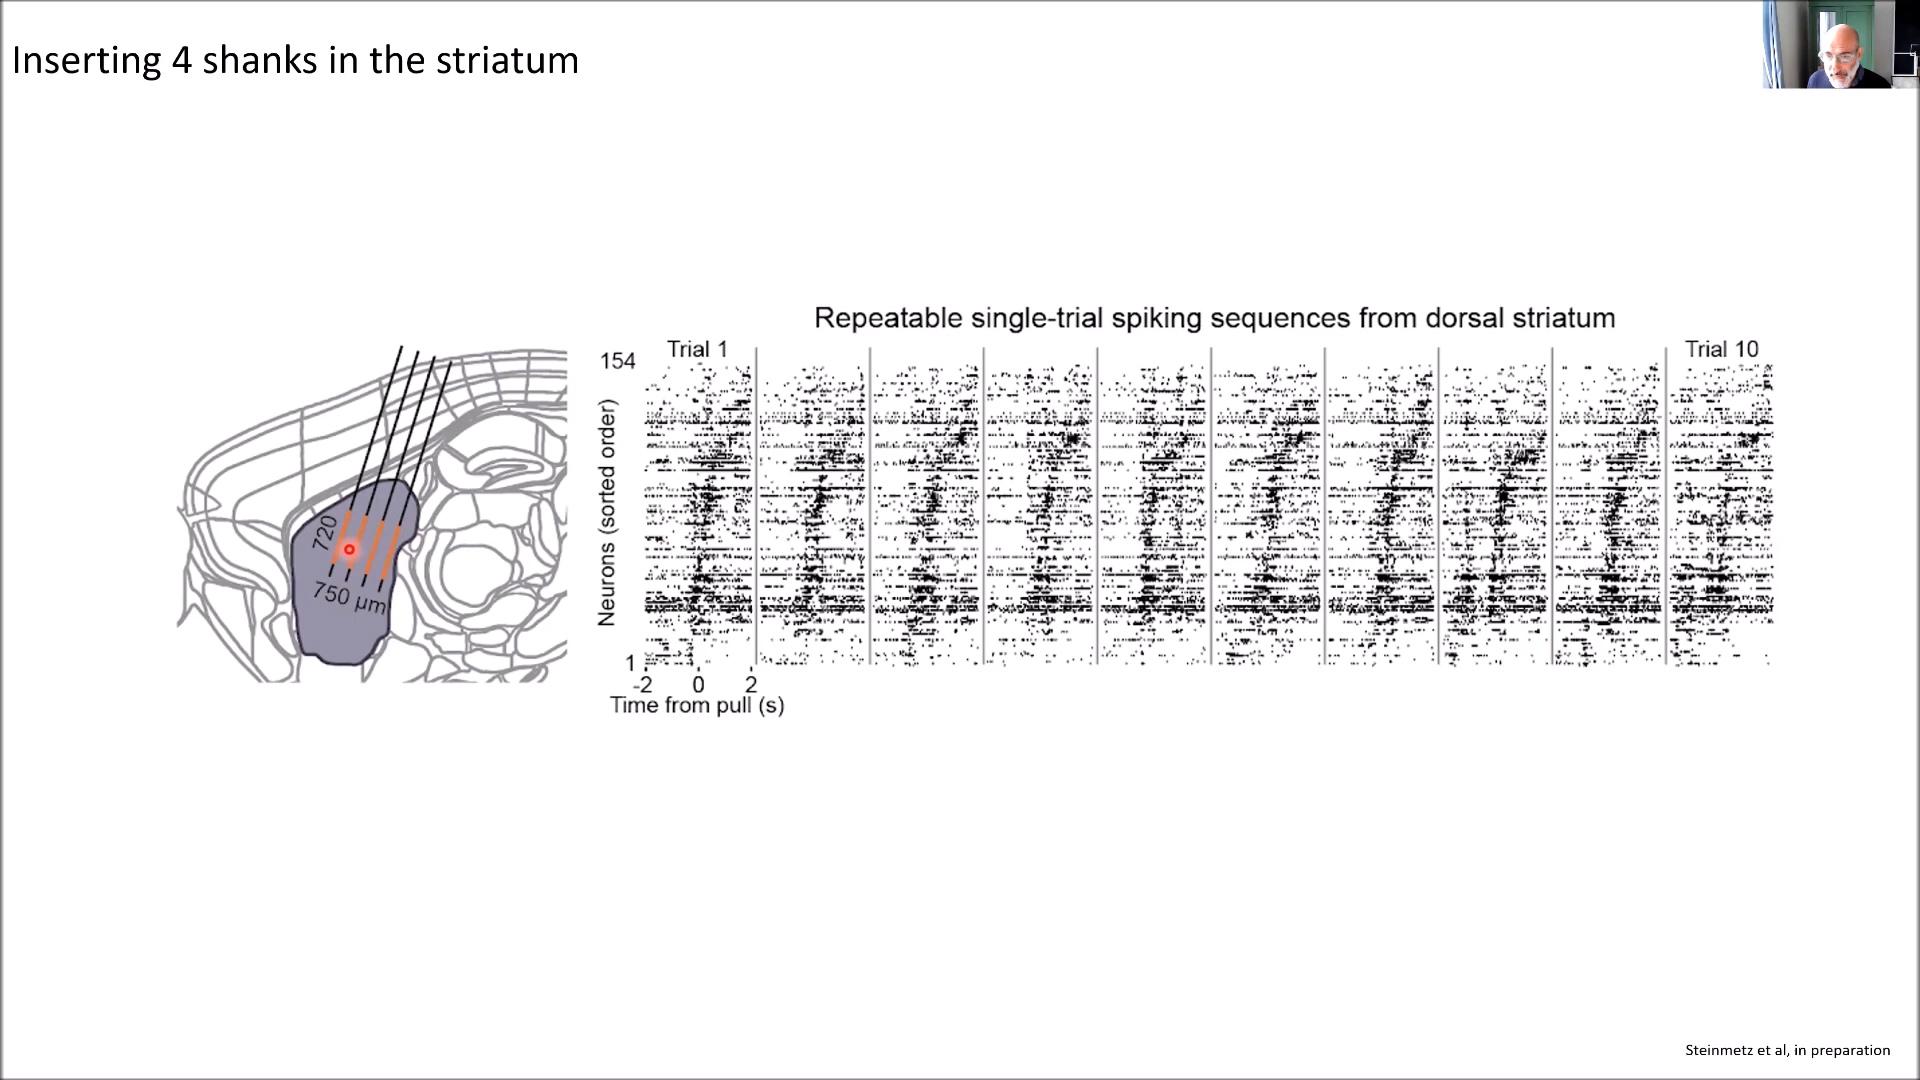 Inserting 4 shanks in the striatum
Repeatable single-trial spiking sequences from dorsal striatum
Trial 1
Trial 10
154
Neurons (sorted order)
1
-2 0 2
Time from pull (s)
720
750 µm
Steinmetz et al, in preparation